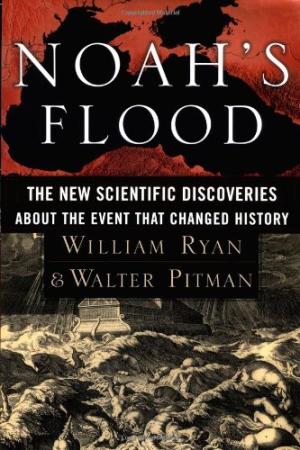 NOAH'S
FLOOD
THE NEW SCIENTIFIC DISCOVERIES
ABOUT THE EVENT THAT CHANGED HISTORY
WILLIAM RYAN
& WALTER PITMAN